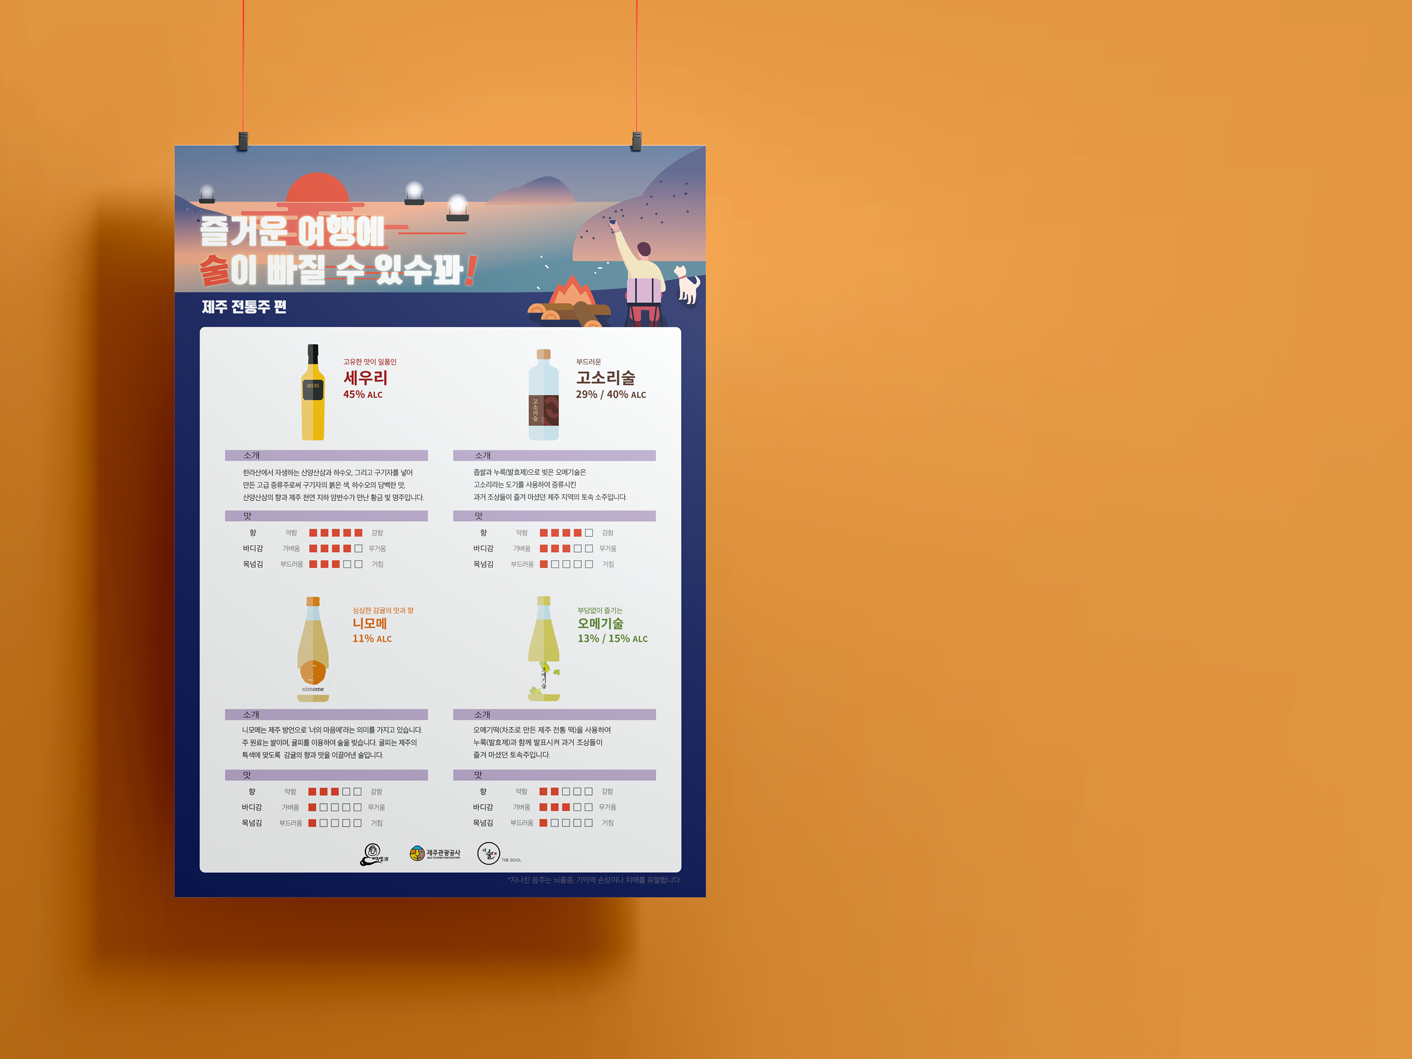 즐거운 여행에
술이 빠질 수 있수꽈!
제주 전통주 편
고유한 맛이 일품인
세우리
45% ALC
소개
한라산에서 자생하는 산양산삼과 하수오, 그리고 구기자를 넣어
만든 고급 증류주로써 구기자의 붉은 색, 하수오의 담백한 맛,
산양산삼의 향과 제주 천연 지하 암반수가 만난 황금 빛 명주입니다.
맛
향 약함 강함
바디감 가벼움 무거움
목넘김 부드러움 거침
부드러운
고소리술
29% / 40% ALC
고소리술
소개
좁쌀과 누룩(발효제)으로 빚은 오메기술은
고소리라는 도기를 사용하여 증류시킨
과거 조상들이 즐겨 마셨던 제주 지역의 토속 소주입니다.
맛
향 약함 강함
바디감 가벼움 무거움
목넘김 부드러움 거침
싱싱한 감귤의 맛과 향
니모메
11% ALC
nimome
소개
니모메는 제주 방언으로 '너의 마음에'라는 의미를 가지고 있습니다.
주 원료는 쌀이며, 귤피를 이용하여 술을 빚습니다. 귤피는 제주의
특색에 맞도록 감귤의 향과 맛을 이끌어낸 술입니다.
맛
향 약함 강함
바디감 가벼움 무거움
목넘김 부드러움 거침
부담없이 즐기는
오메기술
13% / 15% ALC
오메기술
소개
오메기떡(차조로 만든 제주 전통 떡)을 사용하여
누룩(발효제)과 함께 발표시켜 과거 조상들이
즐겨 마셨던 토속주입니다.
맛
향 약함 강함
바디감 가벼움 무거움
목넘김 부드러움 거침
제주관광공사
THE SOOL
*지나친 음주는 뇌졸중, 기억력 손상이나 치매를 유발합니다.